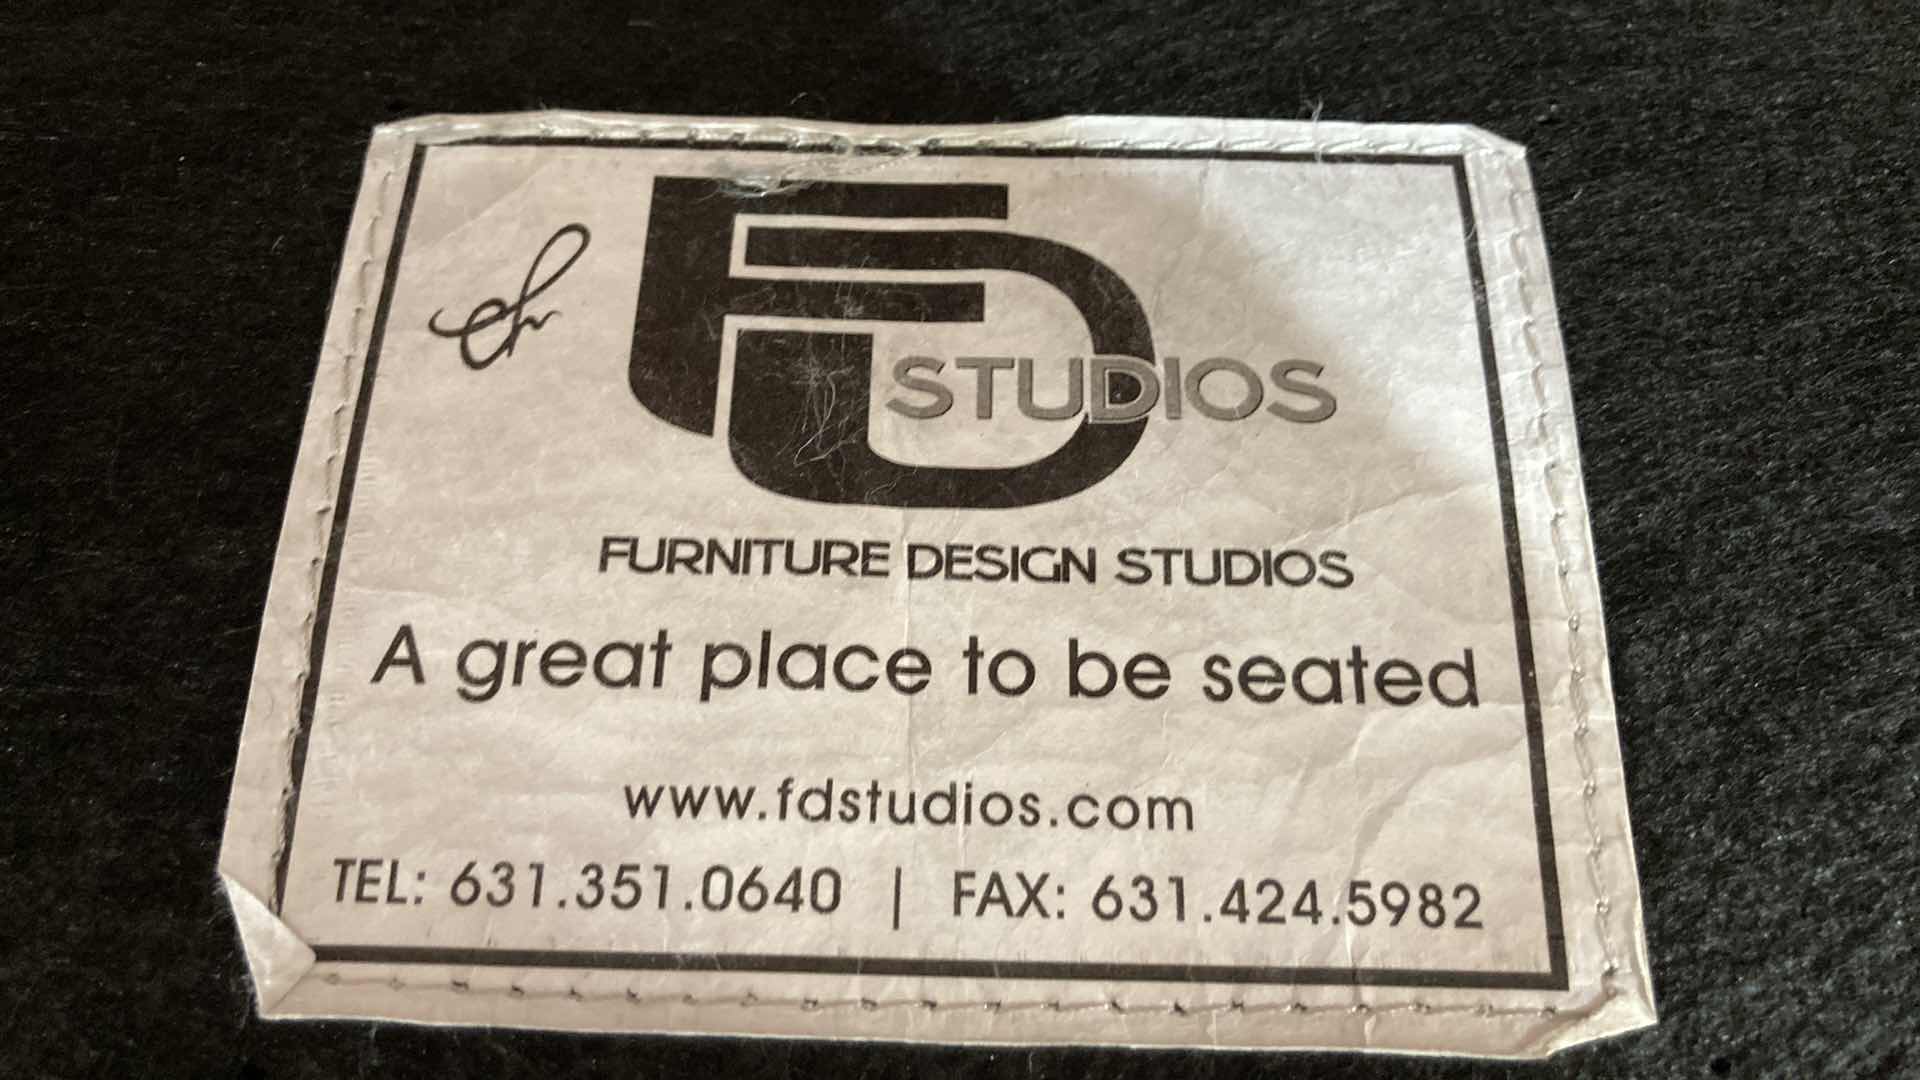 FD STUDIOS
FURNITURE DESIGN STUDIOS
A great place to be seated
www.fdstudios.com
TEL: 631.351.0640 | FAX: 631.424.5982